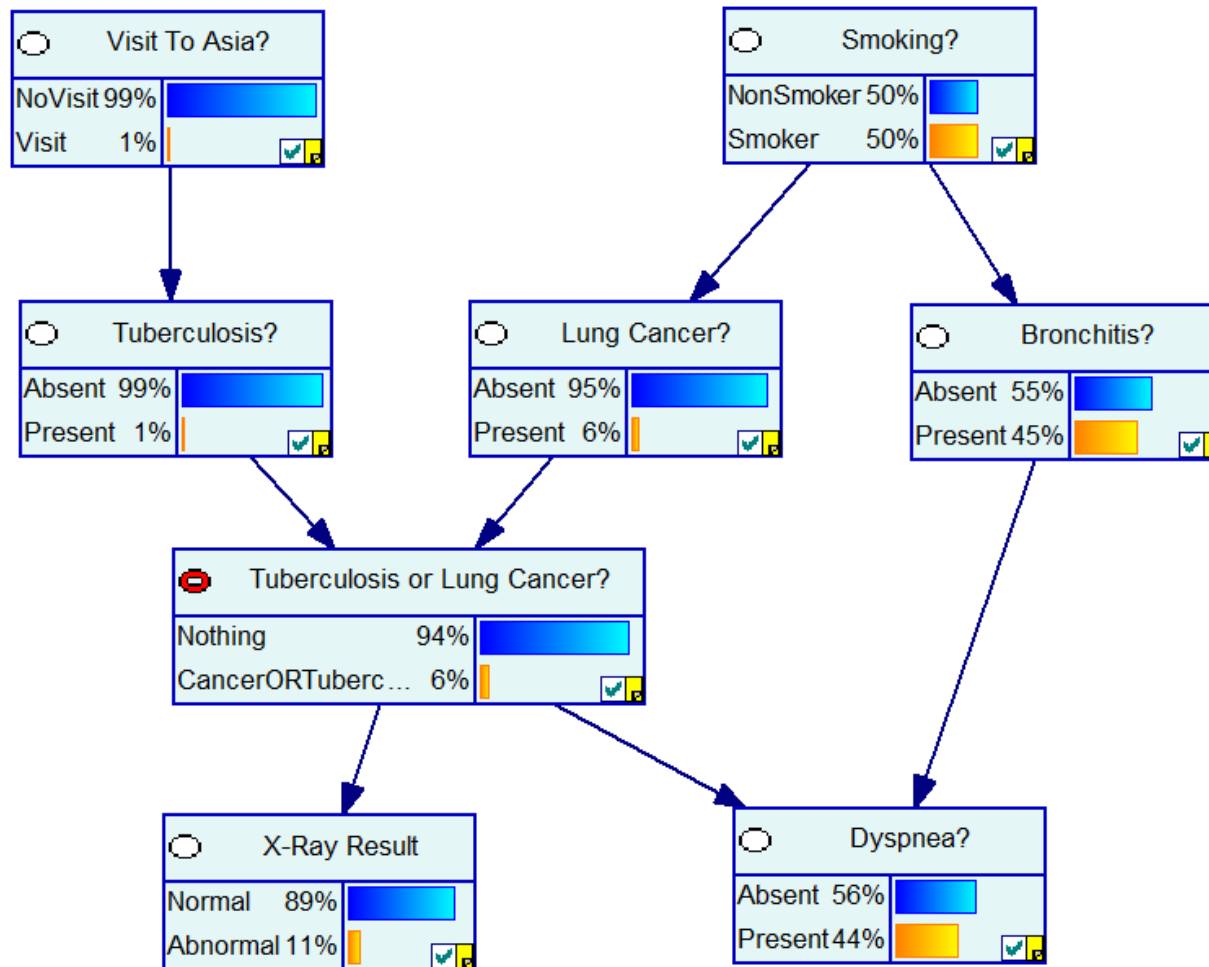 Visit To Asia?
NoVisit 99%
Visit 1%
Smoking?
NonSmoker 50%
Smoker 50%
Tuberculosis?
Absent 99%
Present 1%
Lung Cancer?
Absent 95%
Present 6%
Bronchitis?
Absent 55%
Present 45%
Tuberculosis or Lung Cancer?
Nothing 94%
CancerORTuberc... 6%
X-Ray Result
Normal 89%
Abnormal 11%
Dyspnea?
Absent 56%
Present 44%